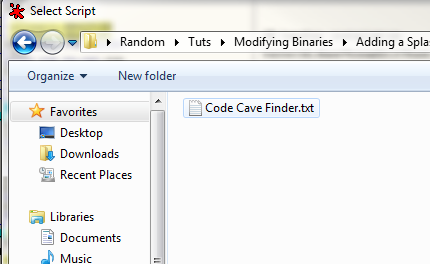 Select Script
Random Tuts Modifying Binaries Adding a Spla
Organize New folder
Favorites
Desktop
Downloads
Recent Places
Libraries
Documents
Music
Code Cave Finder.txt